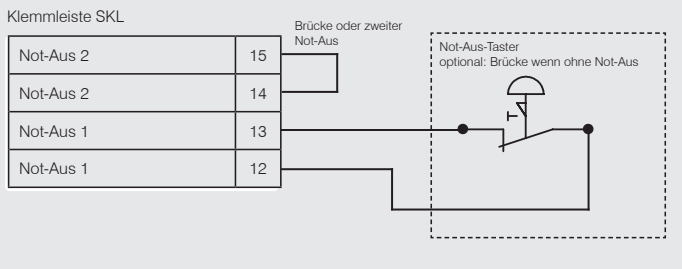 Klemmleiste SKL
Brücke oder zweiter
Not-Aus
Not-Aus 2 15
Not-Aus 2 14
Not-Aus 1 13
Not-Aus 1 12
Not-Aus-Taster
optional: Brücke wenn ohne Not-Aus